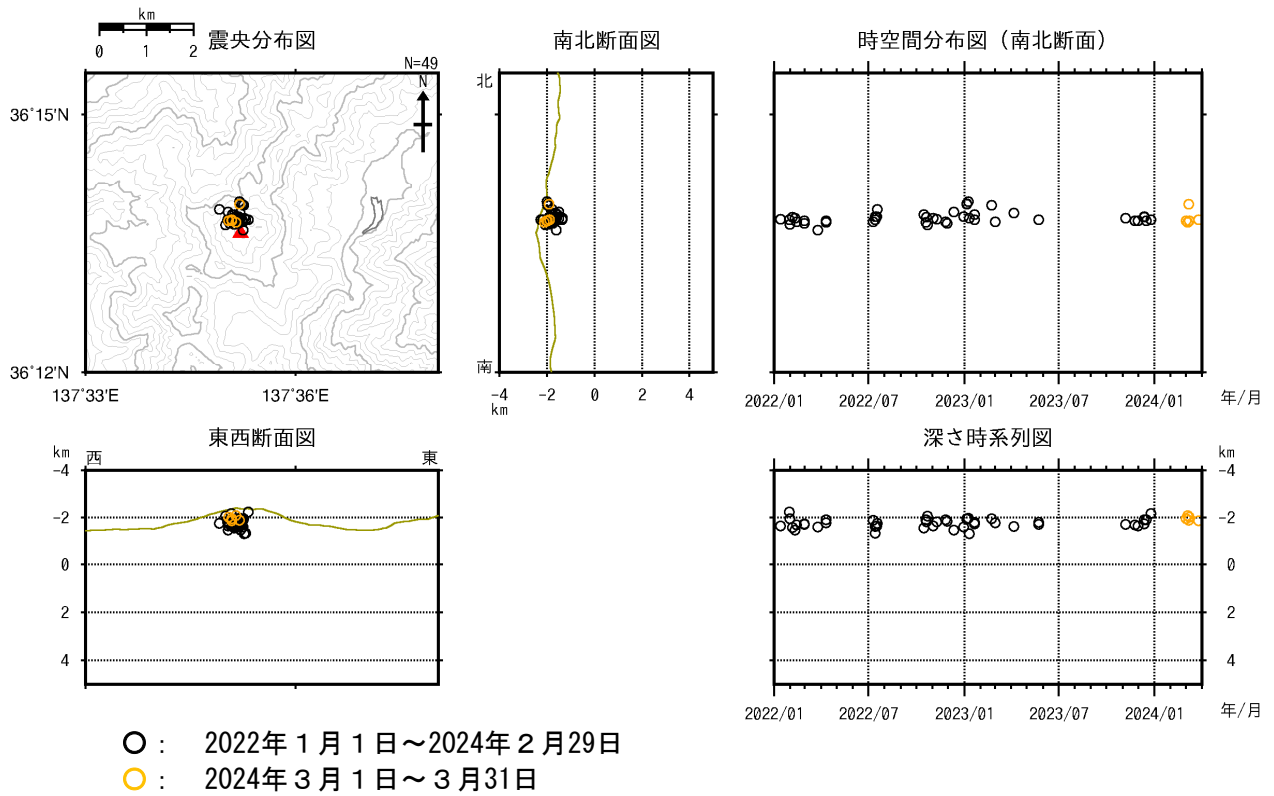 km
0 1 2
震央分布図
N=49
N
36°15'N
36°12'N
137°33'E 137°36'E
南北断面図
北
南
-4 -2 0 2 4
km
時空間分布図（南北断面）
2022/01 2022/07 2023/01 2023/07 2024/01 年/月
東西断面図
km
西 東
-4
-2
0
2
4
深さ時系列図
km
-4
-2
0
2
4
2022/01 2022/07 2023/01 2023/07 2024/01 年/月
： 2022年１月１日～2024年２月29日
： 2024年３月１日～３月31日